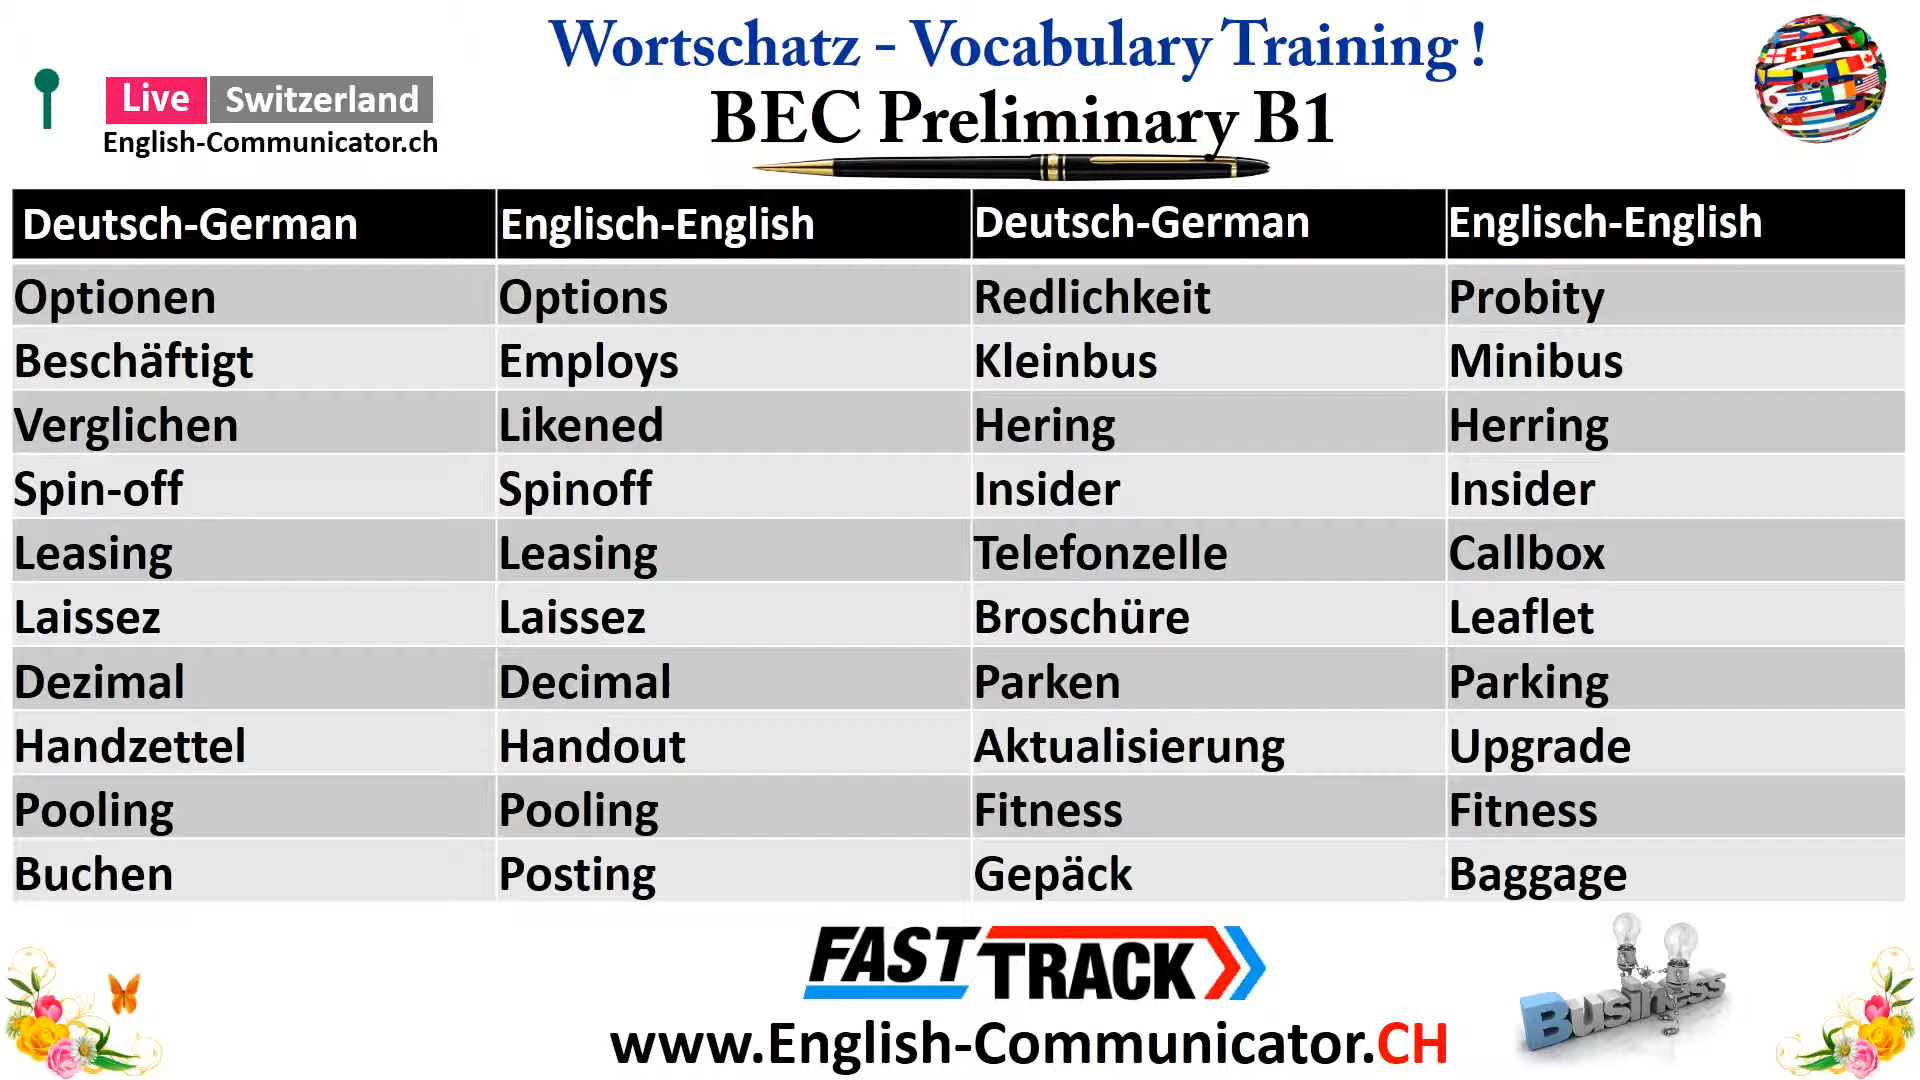 Wortschatz - Vocabulary Training !
Live Switzerland
English-Communicator.ch
BEC Preliminary B1
Deutsch-German Englisch-English Deutsch-German Englisch-English
Optionen Options Redlichkeit Probity
Beschäftigt Employs Kleinbus Minibus
Verglichen Likened Hering Herring
Spin-off Spinoff Insider Insider
Leasing Leasing Telefonzelle Callbox
Laissez Laissez Broschüre Leaflet
Dezimal Decimal Parken Parking
Handzettel Handout Aktualisierung Upgrade
Pooling Pooling Fitness Fitness
Buchen Posting Gepäck Baggage
FAST TRACK
Business
www.English-Communicator.CH